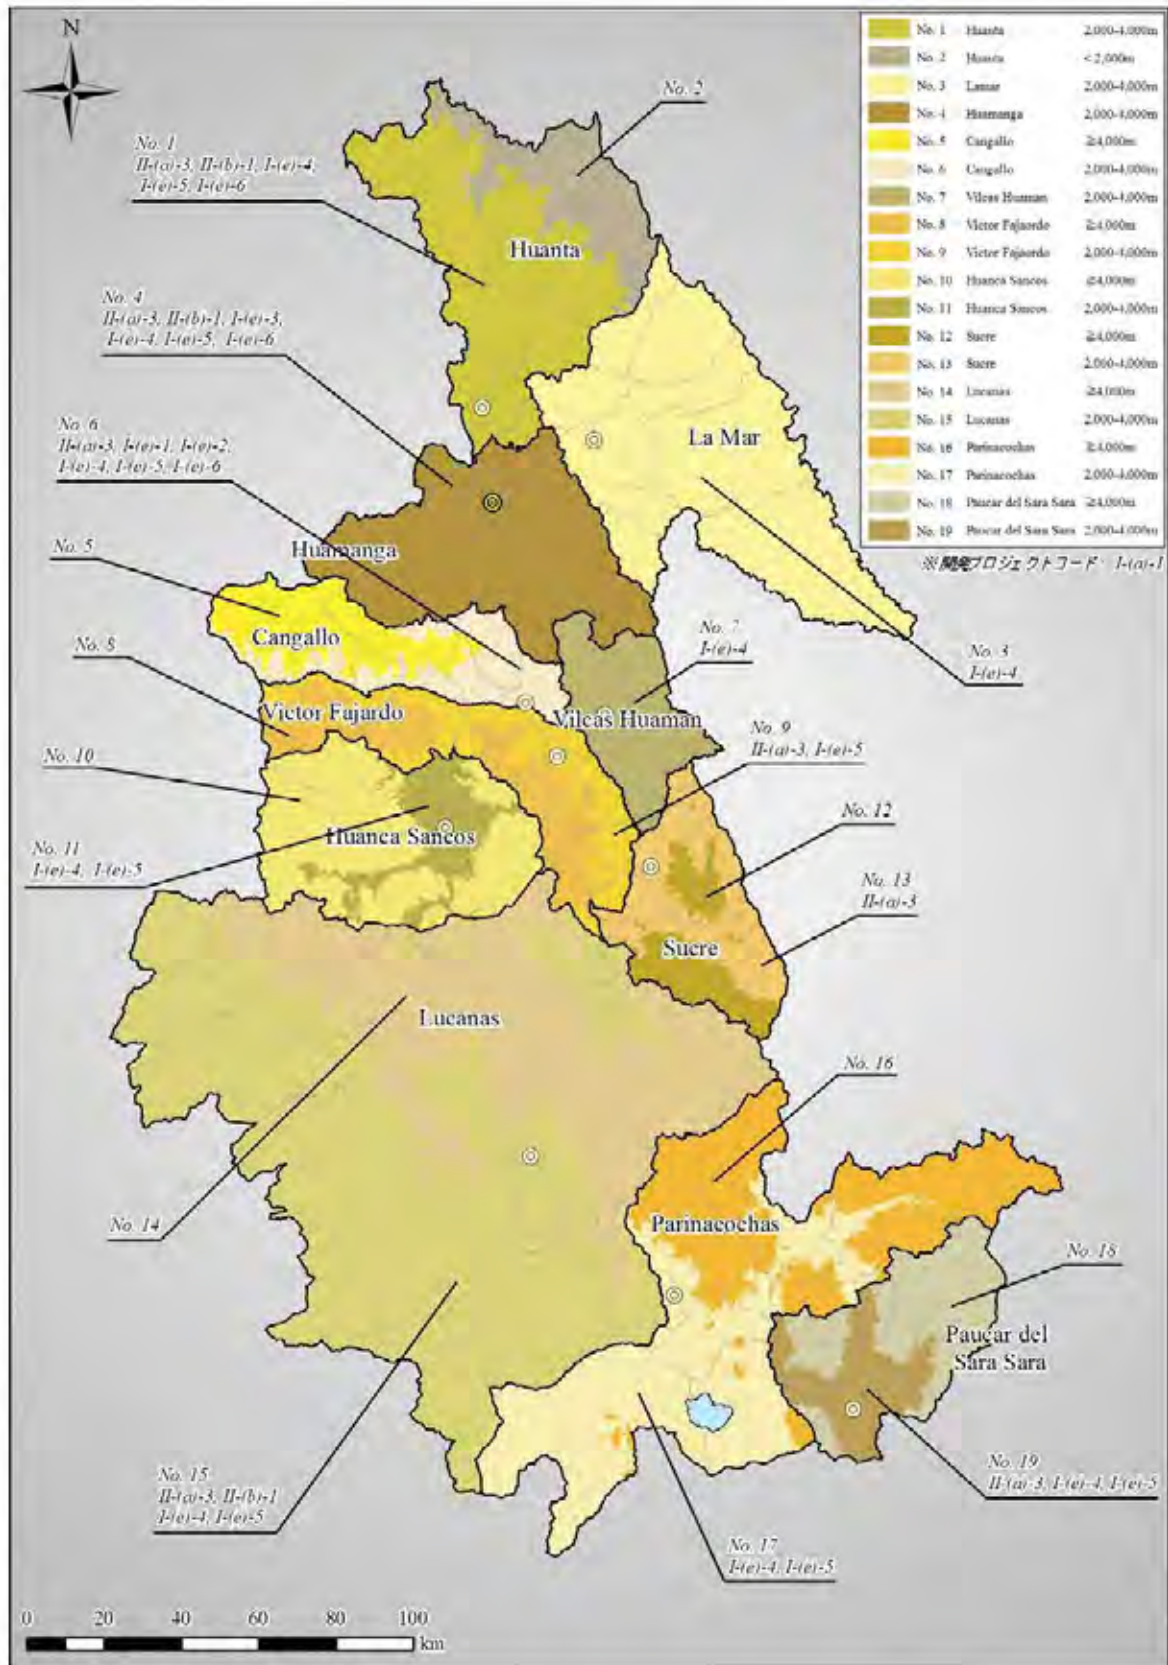 N
No. 1 Huanta 2,000-4,000m
No. 2 Huanta < 2,000m
No. 3 Lamar 2,000-4,000m
No. 4 Huamanga 2,000-4,000m
No. 5 Cangallo ≧4,000m
No. 6 Cangallo 2,000-4,000m
No. 7 Vilcas Huaman 2,000-4,000m
No. 8 Victor Fajaordo ≧4,000m
No. 9 Victor Fajaordo 2,000-4,000m
No. 10 Huanca Sancos ≧4,000m
No. 11 Huanca Sancos 2,000-4,000m
No. 12 Sucre ≧4,000m
No. 13 Sucre 2,000-4,000m
No. 14 Lucanas ≧4,000m
No. 15 Lucanas 2,000-4,000m
No. 16 Parinacochas ≧4,000m
No. 17 Parinacochas 2,000-4,000m
No. 18 Paucar del Sara Sara ≧4,000m
No. 19 Paucar del Sara Sara 2,000-4,000m
※開発プロジェクトコード : I-(a)-1
No. 2
No. 1
II-(a)-3, II-(b)-1, I-(e)-4,
I-(e)-5, I-(e)-6
Huanta
No. 4
II-(a)-3, II-(b)-1, I-(e)-3,
I-(e)-4, I-(e)-5, I-(e)-6
No. 6
II-(a)-3, I-(e)-1, I-(e)-2,
I-(e)-4, I-(e)-5, I-(e)-6
La Mar
Huamanga
No. 5
Cangallo
No. 7
I-(e)-4
No. 3
I-(e)-4
No. 8
Victor Fajardo
Vilcas Huaman
No. 9
II-(a)-3, I-(e)-5
No. 10
No. 12
Huanca Sancos
No. 11
I-(e)-4, I-(e)-5
No. 13
II-(a)-3
Sucre
Lucanas
No. 16
No. 14
Parinacochas
No. 18
Paucar del
Sara Sara
No. 15
II-(a)-3, II-(b)-1
I-(e)-4, I-(e)-5
No. 19
II-(a)-3, I-(e)-4, I-(e)-5
No. 17
I-(e)-4, I-(e)-5
0 20 40 60 80 100
km